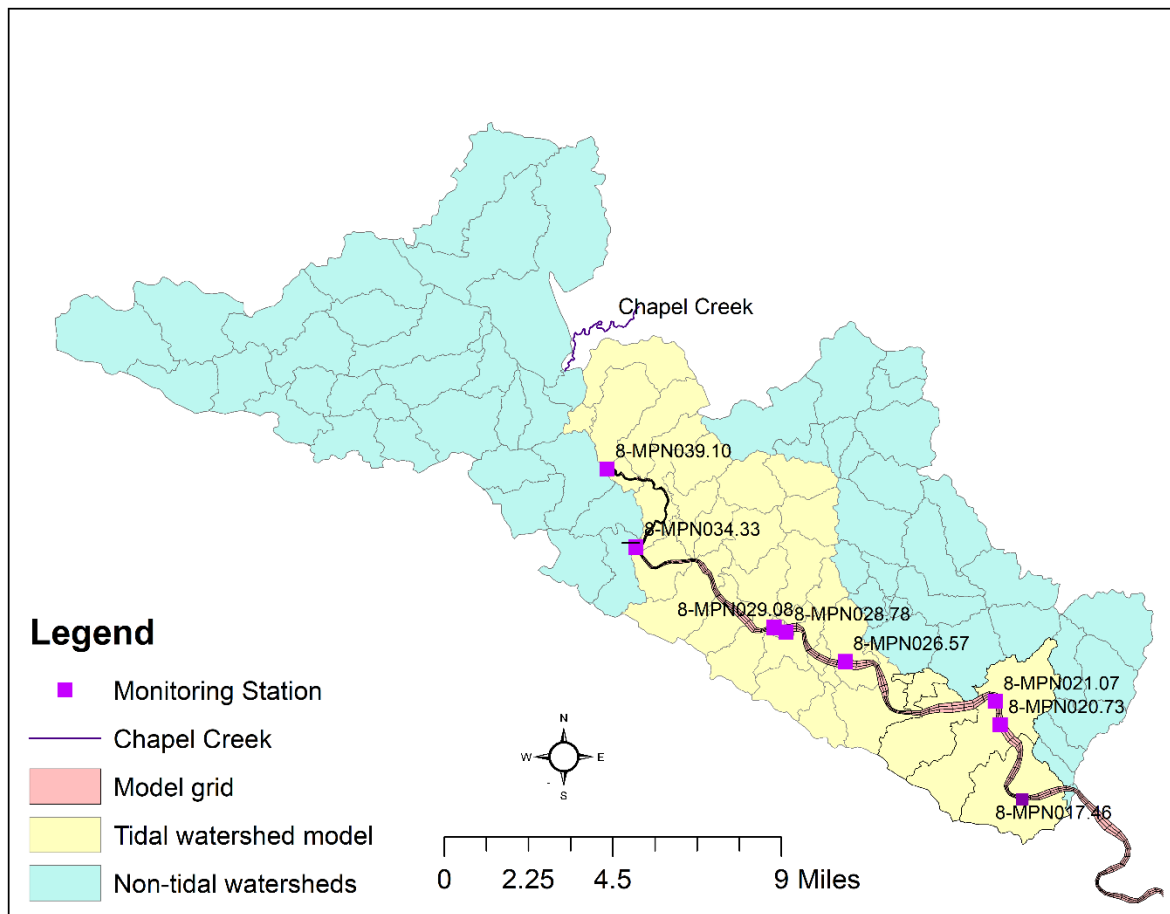 Chapel Creek
8-MPN039.10
8-MPN034.33
8-MPN029.08
8-MPN028.78
8-MPN026.57
8-MPN021.07
8-MPN020.73
8-MPN017.46
Legend
Monitoring Station
Chapel Creek
Model grid
Tidal watershed model
Non-tidal watersheds
N
W
E
S
0 2.25 4.5 9 Miles